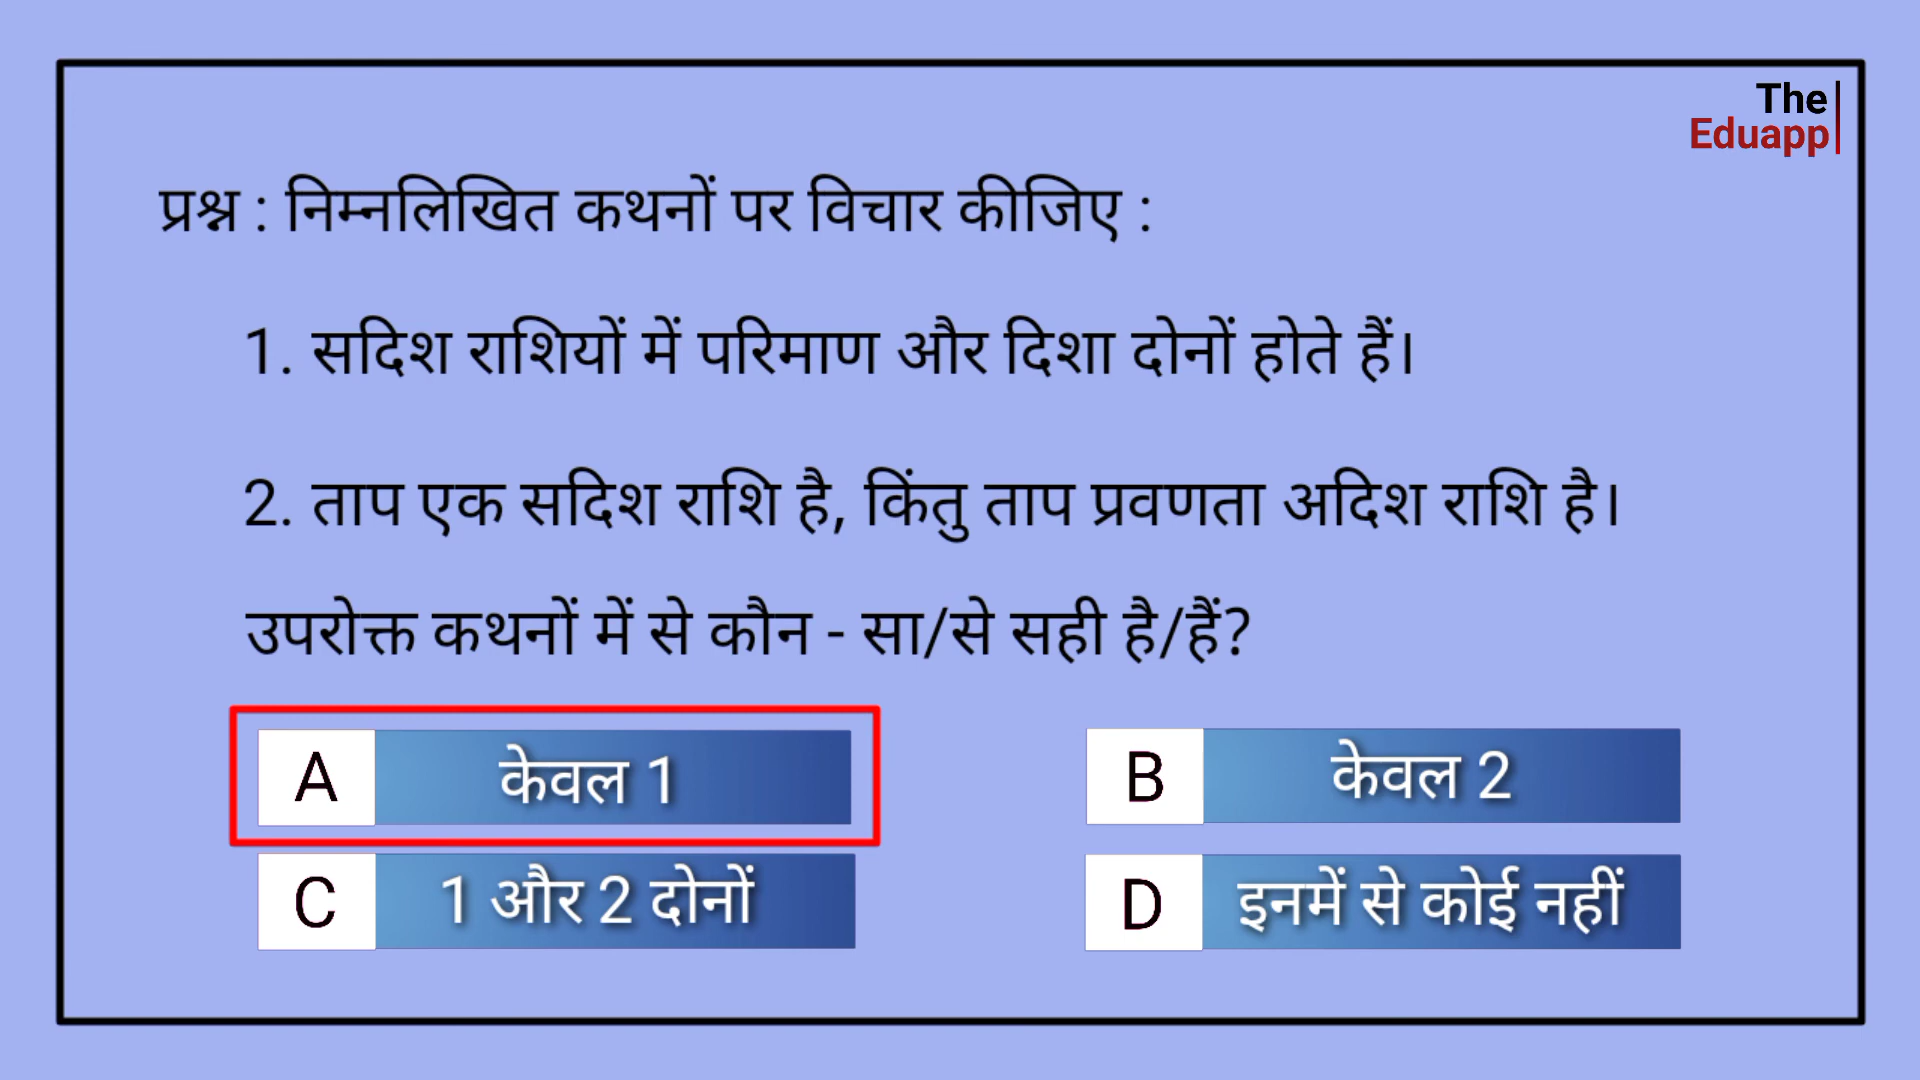 The
Eduapp
प्रश्न : निम्नलिखित कथनों पर विचार कीजिए :
1. सदिश राशियों में परिमाण और दिशा दोनों होते हैं।
2. ताप एक सदिश राशि है, किंतु ताप प्रवणता अदिश राशि है।
उपरोक्त कथनों में से कौन - सा/से सही है/हैं?
A केवल 1
B केवल 2
C 1 और 2 दोनों
D इनमें से कोई नहीं